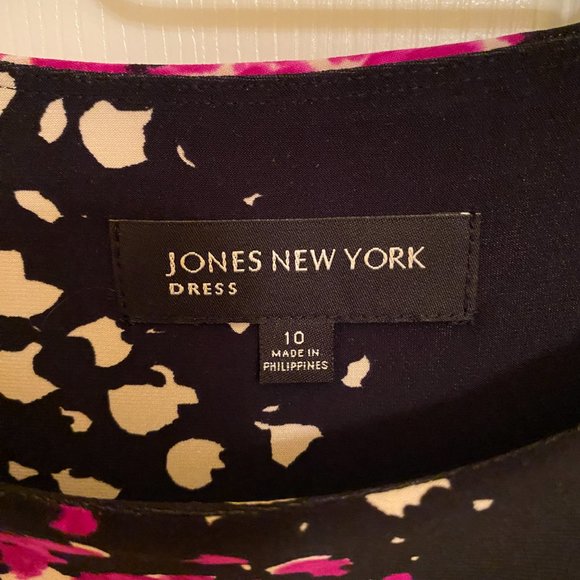 JONES NEW YORK
DRESS
10
MADE IN
PHILIPPINES